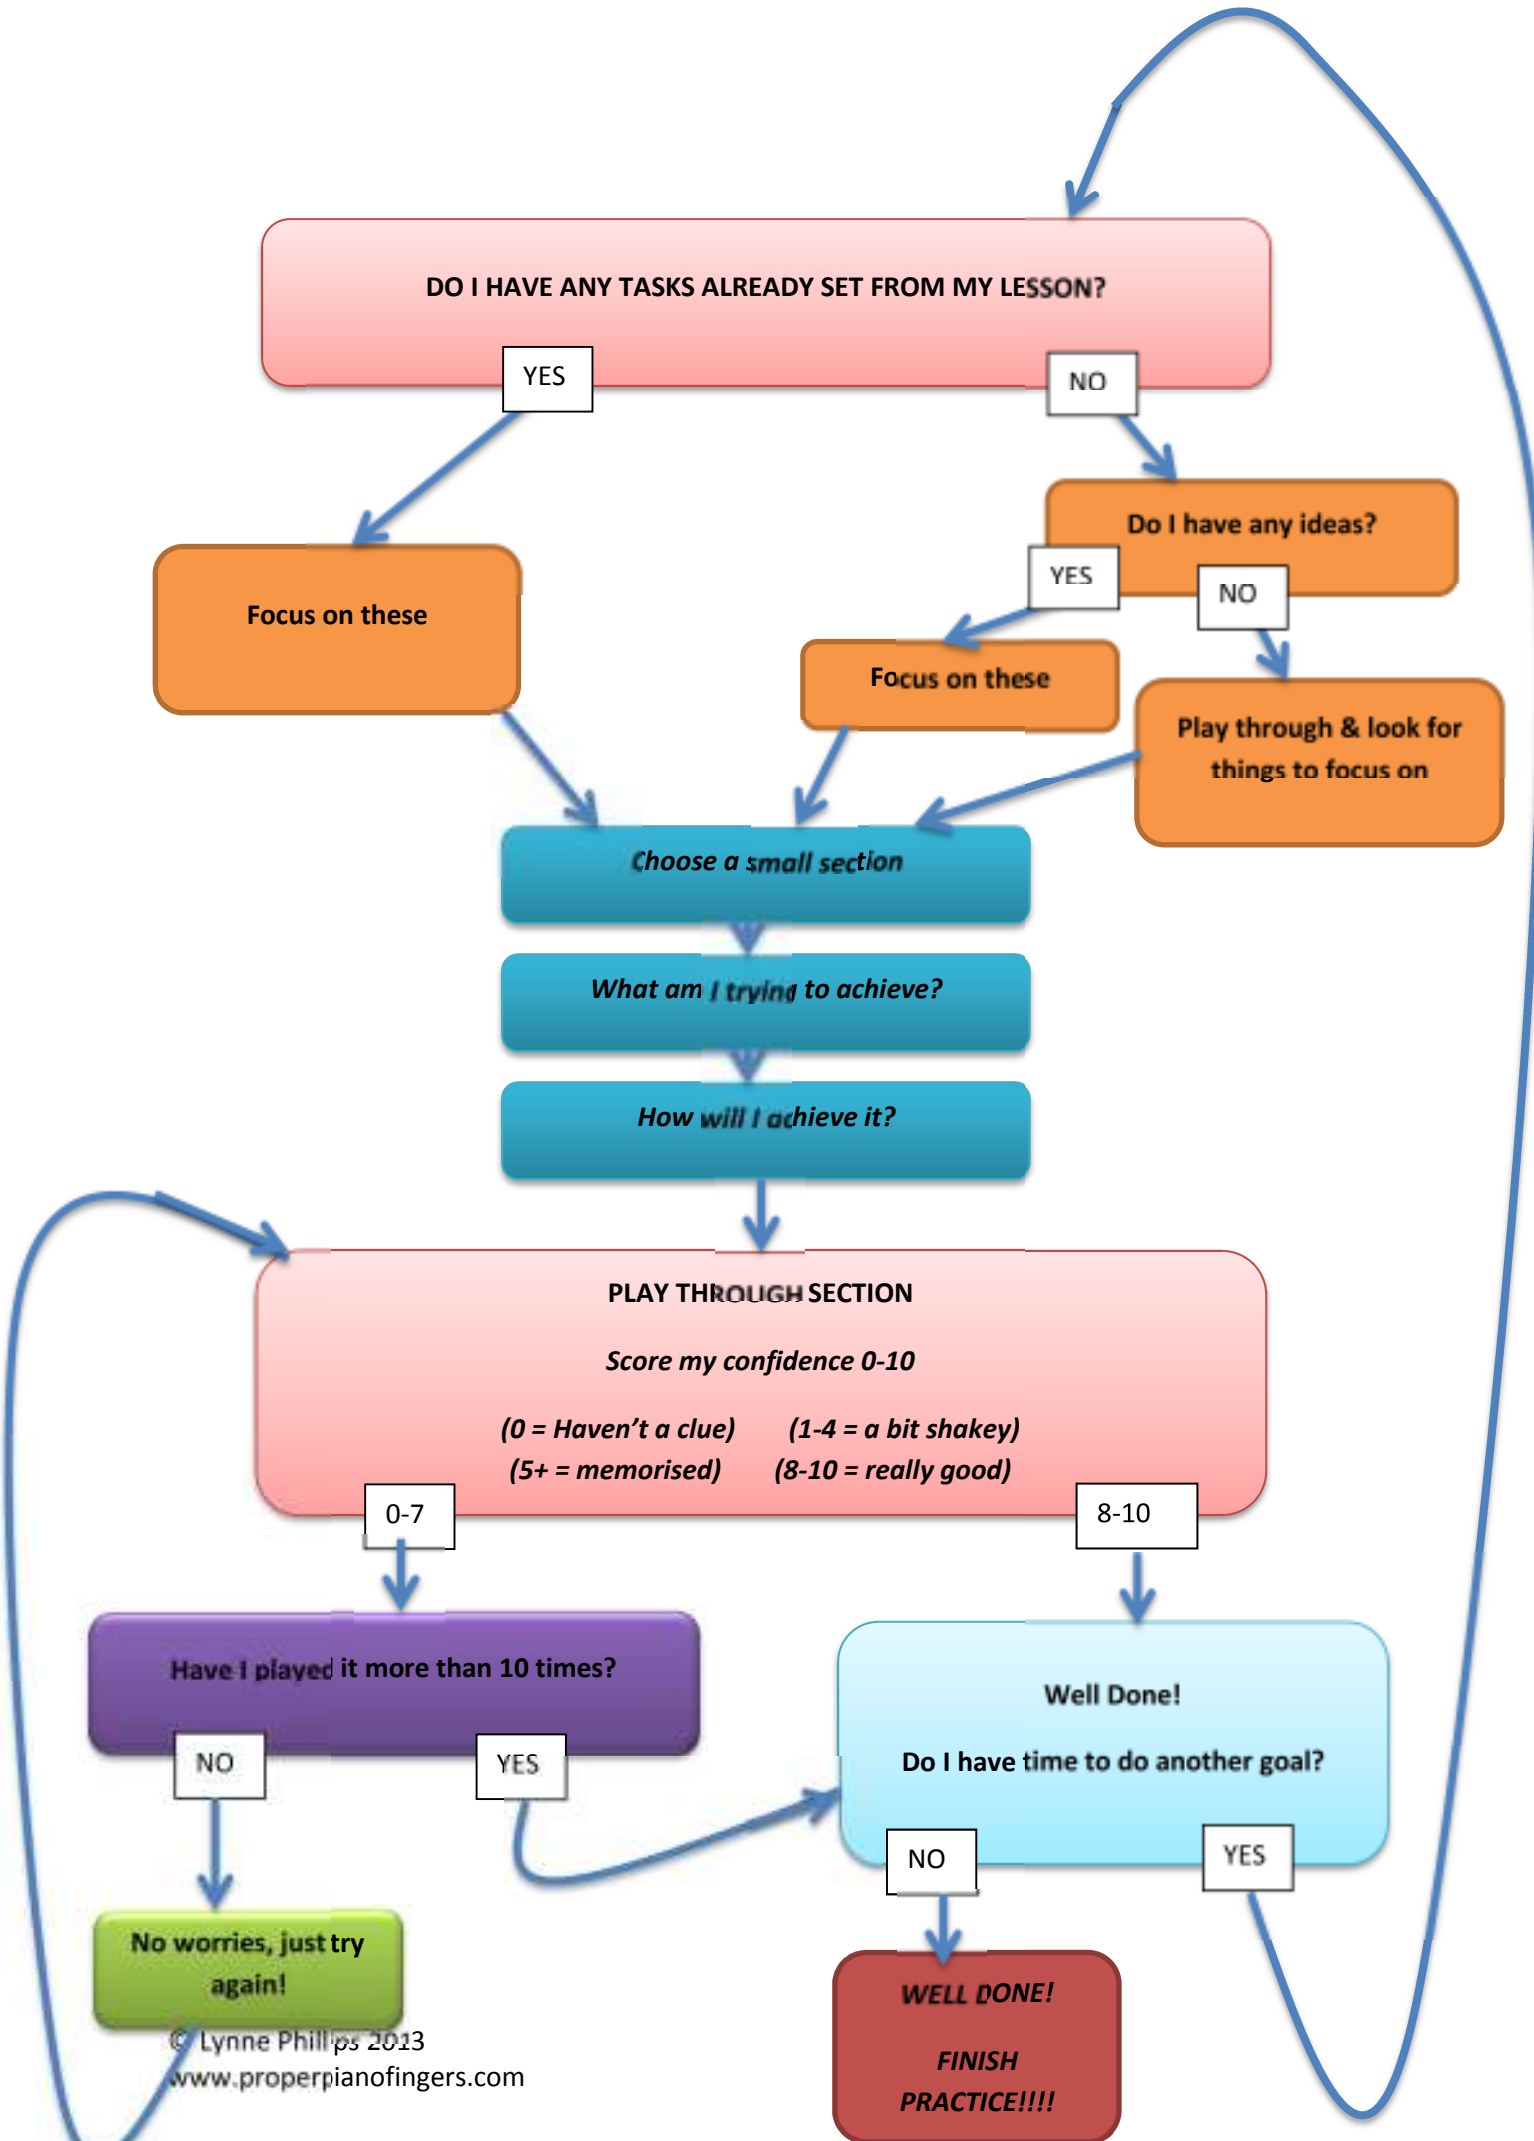 DO I HAVE ANY TASKS ALREADY SET FROM MY LESSON?
YES
NO
Do I have any ideas?
YES
NO
Focus on these
Focus on these
Play through & look for
things to focus on
Choose a small section
What am I trying to achieve?
How will I achieve it?
PLAY THROUGH SECTION
Score my confidence 0-10
(0 = Haven't a clue) (1-4 = a bit shakey)
(5+ = memorised) (8-10 = really good)
0-7
8-10
Have I played it more than 10 times?
NO
YES
Well Done!
Do I have time to do another goal?
NO
YES
No worries, just try
again!
WELL DONE!
FINISH
PRACTICE!!!!
© Lynne Phillips 2013
www.properpianofingers.com